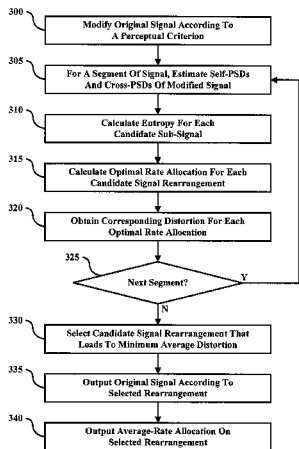 300
Modify Original Signal According To
A Perceptual Criterion
305
For A Segment Of Signal, Estimate Self-PSDs
And Cross-PSDs Of Modified Signal
310
Calculate Entropy For Each
Candidate Sub-Signal
315
Calculate Optimal Rate Allocation For Each
Candidate Signal Rearrangement
320
Obtain Corresponding Distortion For Each
Optimal Rate Allocation
325
Next Segment?
Y
N
330
Select Candidate Signal Rearrangement That
Leads To Minimum Average Distortion
335
Output Original Signal According To
Selected Rearrangement
340
Output Average-Rate Allocation On
Selected Rearrangement